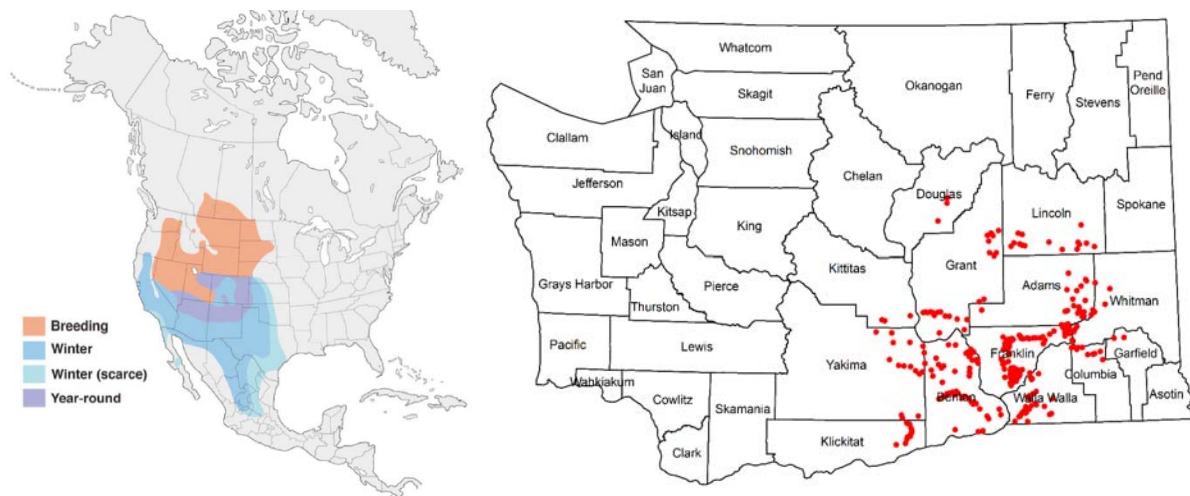 Breeding
Winter
Winter (scarce)
Year-round
Whatcom
San
Juan
Skagit
Okanogan
Ferry
Stevens
Pend
Oreille
Clallam
Island
Snohomish
Chelan
Jefferson
Kitsap
Douglas
Lincoln
Spokane
Mason
King
Grays Harbor
Kittitas
Grant
Adams
Whitman
Thurston
Pierce
Pacific
Lewis
Yakima
Franklin
Garfield
Columbia
Wahkiakum
Cowlitz
Skamania
Benton
Walla Walla
Asotin
Clark
Klickitat